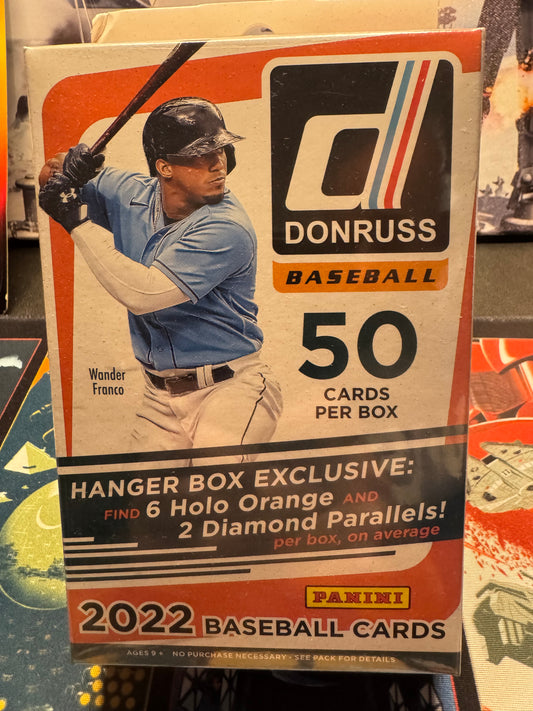 d
DONRUSS
BASEBALL
50
CARDS
PER BOX
Wander
Franco
HANGER BOX EXCLUSIVE:
FIND 6 Holo Orange AND
2 Diamond Parallels!
per box, on average
PANINI
2022 BASEBALL CARDS
AGES 9+ NO PURCHASE NECESSARY - SEE PACK FOR DETAILS